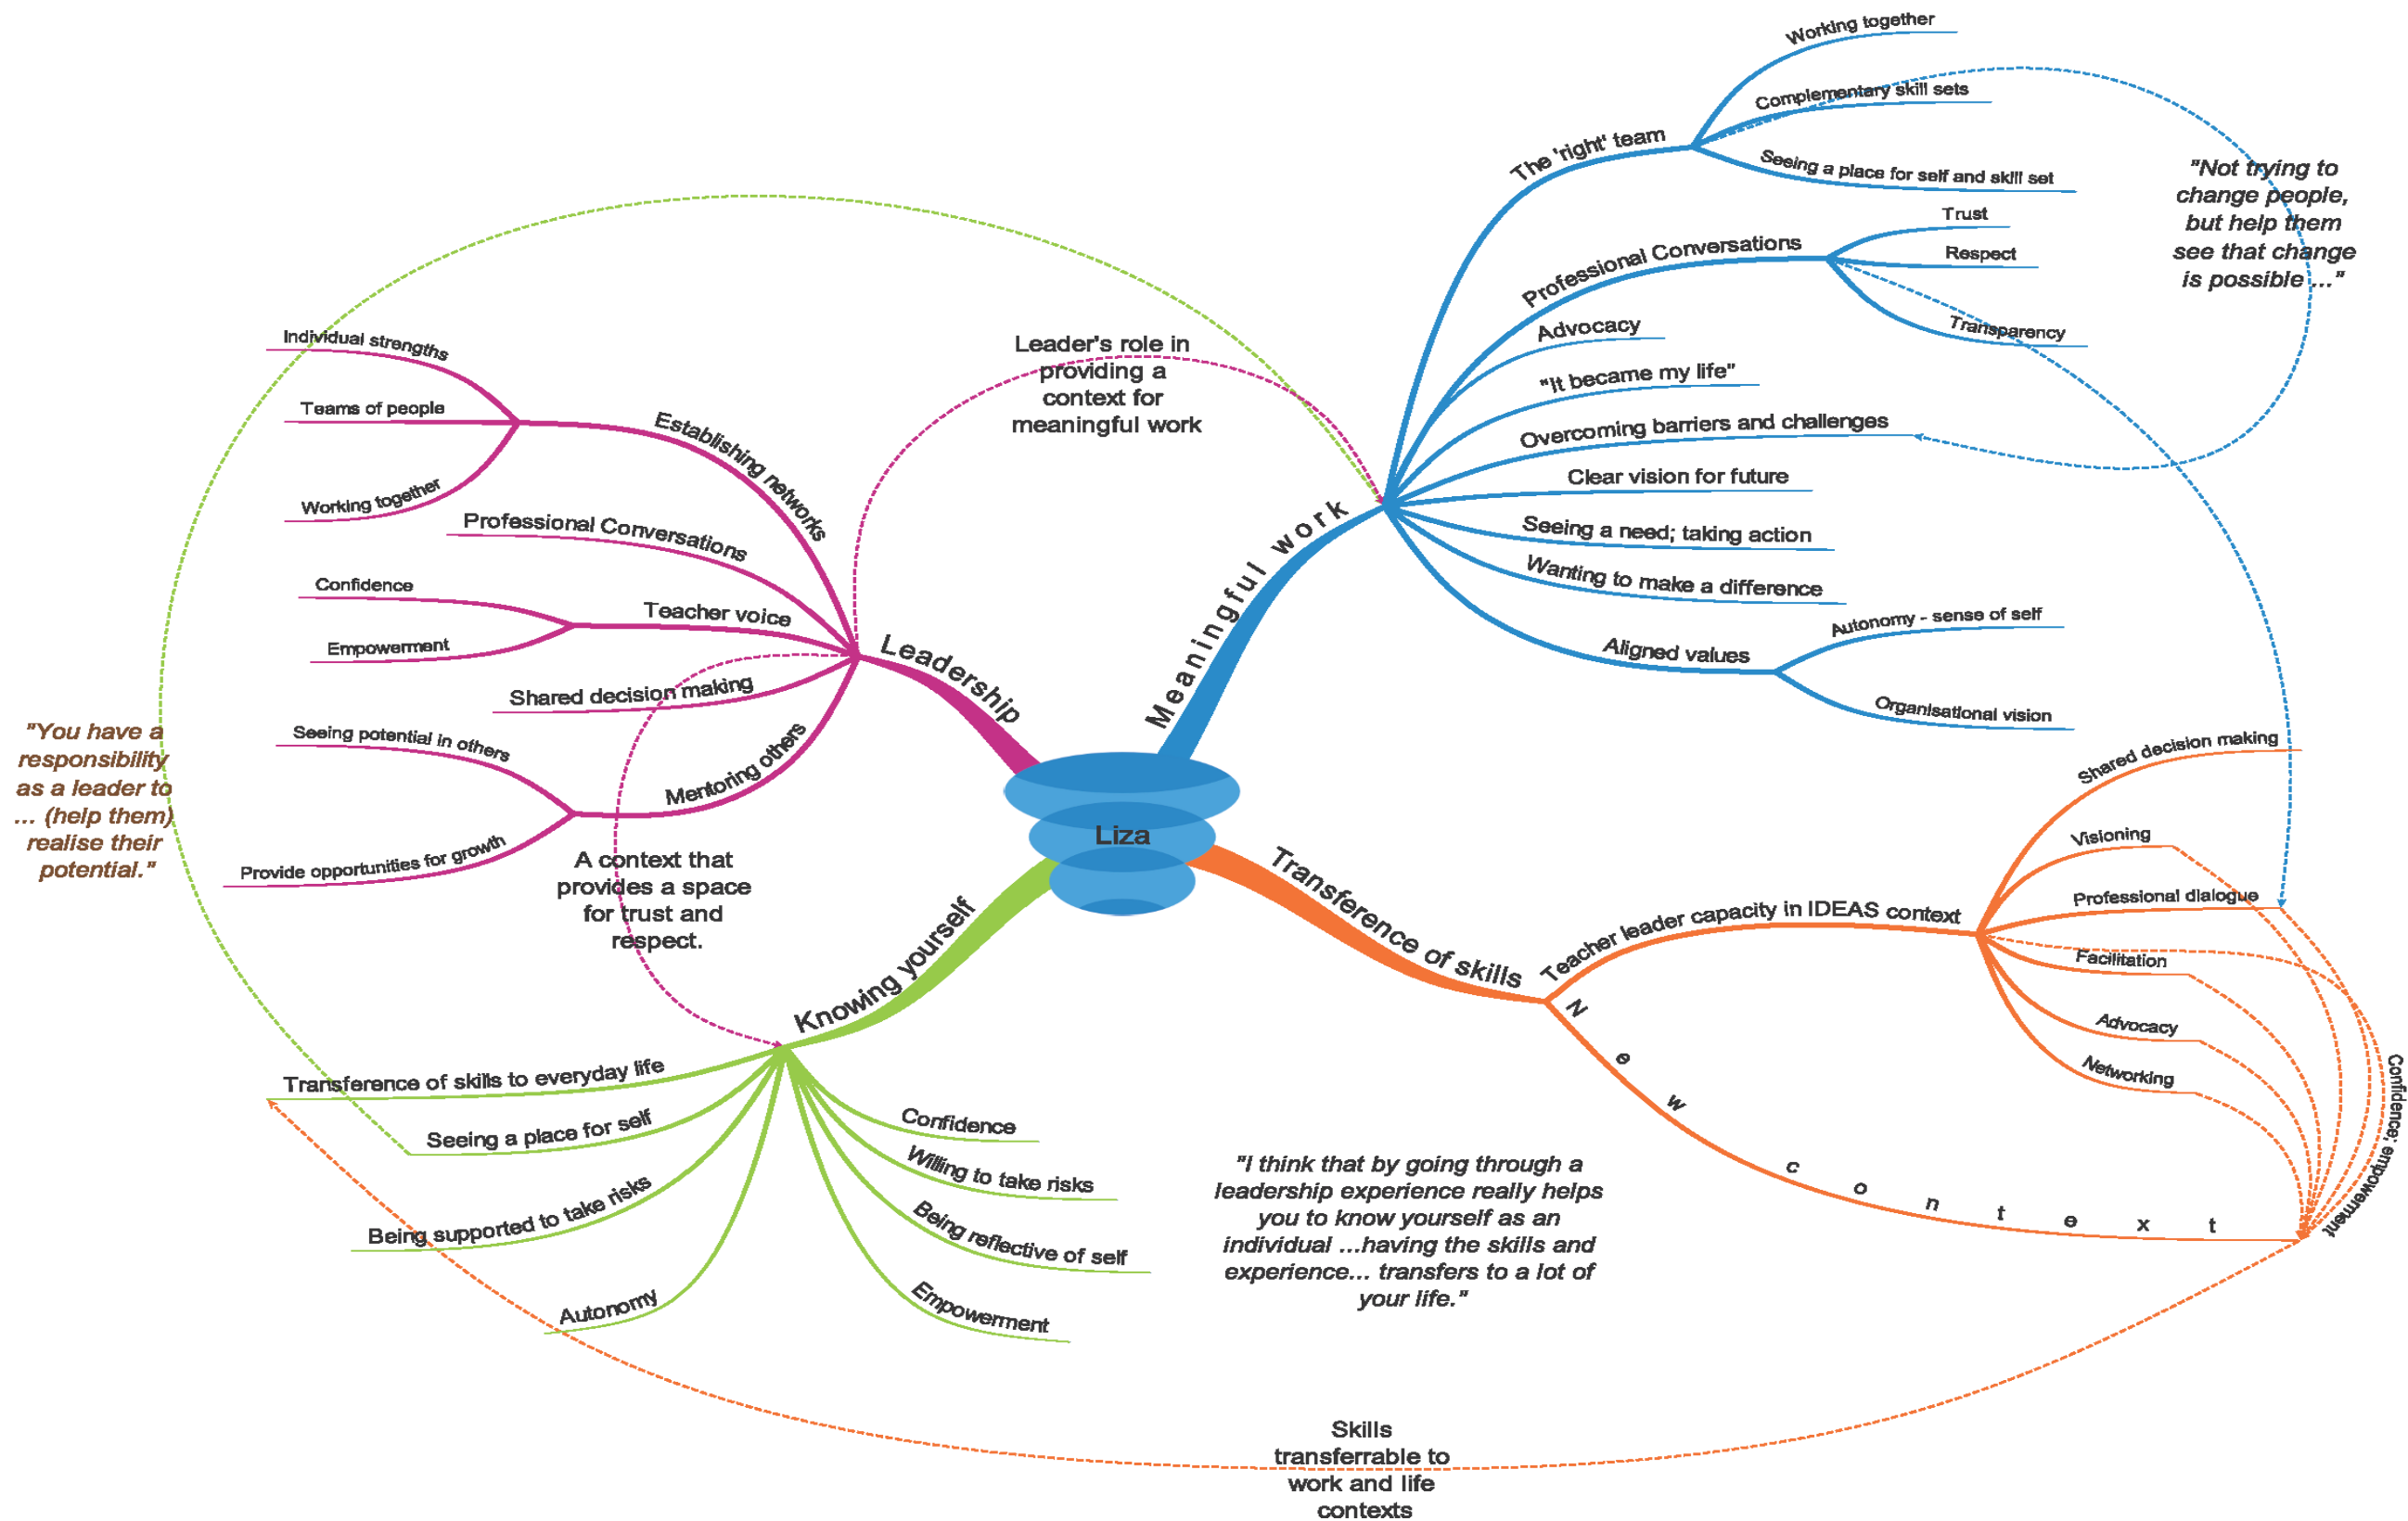 Working together
Complementary skill sets
The 'right' team
Seeing a place for self and skill set
"Not trying to
change people,
but help them
see that change
is possible ..."
Trust
Professional Conversations
Respect
Transparency
Advocacy
"It became my life"
Overcoming barriers and challenges
Clear vision for future
Seeing a need; taking action
Wanting to make a difference
Autonomy - sense of self
Aligned values
Organisational vision
Meaningful work
Leader's role in
providing a
context for
meaningful work
Individual strengths
Teams of people
Establishing networks
Working together
Professional Conversations
Confidence
Teacher voice
Empowerment
Leadership
Shared decision making
Seeing potential in others
Mentoring others
Provide opportunities for growth
"You have a
responsibility
as a leader to
... (help them)
realise their
potential."
A context that
provides a space
for trust and
respect.
Liza
Transference of skills
Teacher leader capacity in IDEAS context
Shared decision making
Visioning
Professional dialogue
Facilitation
Advocacy
Networking
Confidence; empowerment
New context
Knowing yourself
Transference of skills to everyday life
Seeing a place for self
Being supported to take risks
Autonomy
Confidence
Willing to take risks
Being reflective of self
Empowerment
"I think that by going through a
leadership experience really helps
you to know yourself as an
individual ...having the skills and
experience... transfers to a lot of
your life."
Skills
transferrable to
work and life
contexts